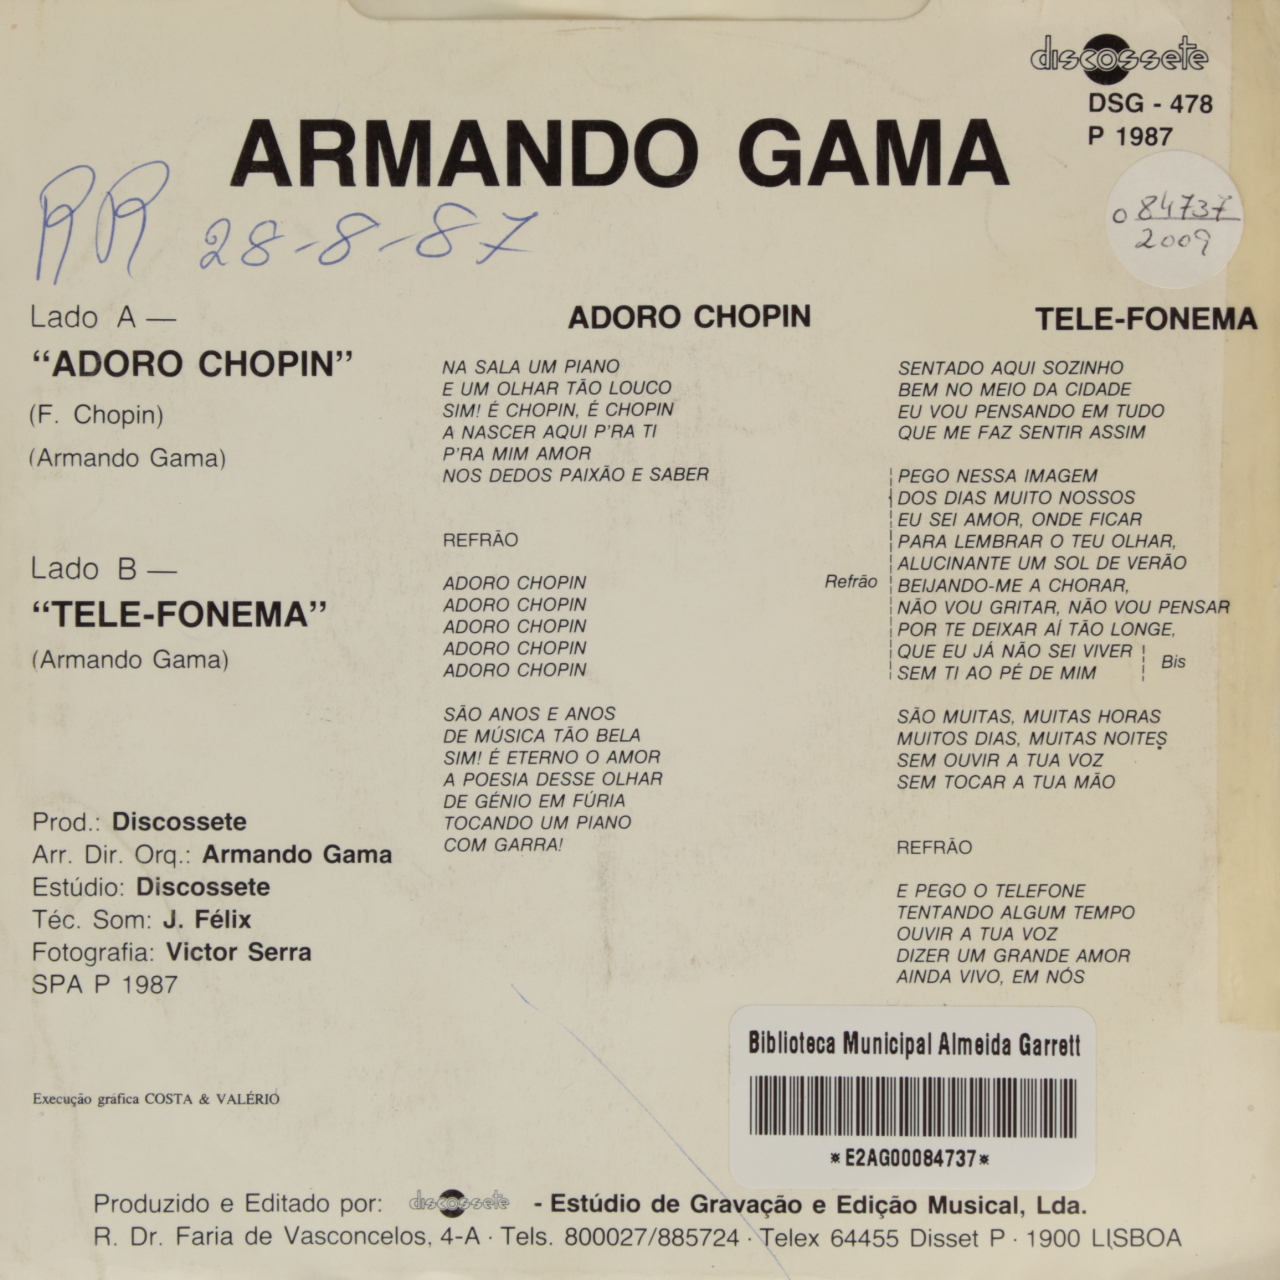 discossete
DSG - 478
P 1987
ARMANDO GAMA
RR 28-8-87
084737
2009
Lado A —
“ADORO CHOPIN”
(F. Chopin)
(Armando Gama)
Lado B —
“TELE-FONEMA”
(Armando Gama)
Prod.: Discossete
Arr. Dir. Orq.: Armando Gama
Estúdio: Discossete
Téc. Som: J. Félix
Fotografia: Victor Serra
SPA P 1987
Execução gráfica COSTA & VALÉRIO
ADORO CHOPIN
NA SALA UM PIANO
E UM OLHAR TÃO LOUCO
SIM! É CHOPIN, É CHOPIN
A NASCER AQUI P'RA TI
P'RA MIM AMOR
NOS DEDOS PAIXÃO E SABER
REFRÃO
ADORO CHOPIN
ADORO CHOPIN
ADORO CHOPIN
ADORO CHOPIN
ADORO CHOPIN
SÃO ANOS E ANOS
DE MÚSICA TÃO BELA
SIM! É ETERNO O AMOR
A POESIA DESSE OLHAR
DE GÉNIO EM FÚRIA
TOCANDO UM PIANO
COM GARRA!
TELE-FONEMA
SENTADO AQUI SOZINHO
BEM NO MEIO DA CIDADE
EU VOU PENSANDO EM TUDO
QUE ME FAZ SENTIR ASSIM
Refrão
PEGO NESSA IMAGEM
DOS DIAS MUITO NOSSOS
EU SEI AMOR, ONDE FICAR
PARA LEMBRAR O TEU OLHAR,
ALUCINANTE UM SOL DE VERÃO
BEIJANDO-ME A CHORAR,
NÃO VOU GRITAR, NÃO VOU PENSAR
POR TE DEIXAR AÍ TÃO LONGE,
QUE EU JÁ NÃO SEI VIVER
SEM TI AO PÉ DE MIM
Bis
SÃO MUITAS, MUITAS HORAS
MUITOS DIAS, MUITAS NOITES
SEM OUVIR A TUA VOZ
SEM TOCAR A TUA MÃO
REFRÃO
E PEGO O TELEFONE
TENTANDO ALGUM TEMPO
OUVIR A TUA VOZ
DIZER UM GRANDE AMOR
AINDA VIVO, EM NÓS
Biblioteca Municipal Almeida Garrett
*E2AG00084737*
Produzido e Editado por: discossete - Estúdio de Gravação e Edição Musical, Lda.
R. Dr. Faria de Vasconcelos, 4-A · Tels. 800027/885724 · Telex 64455 Disset P · 1900 LISBOA